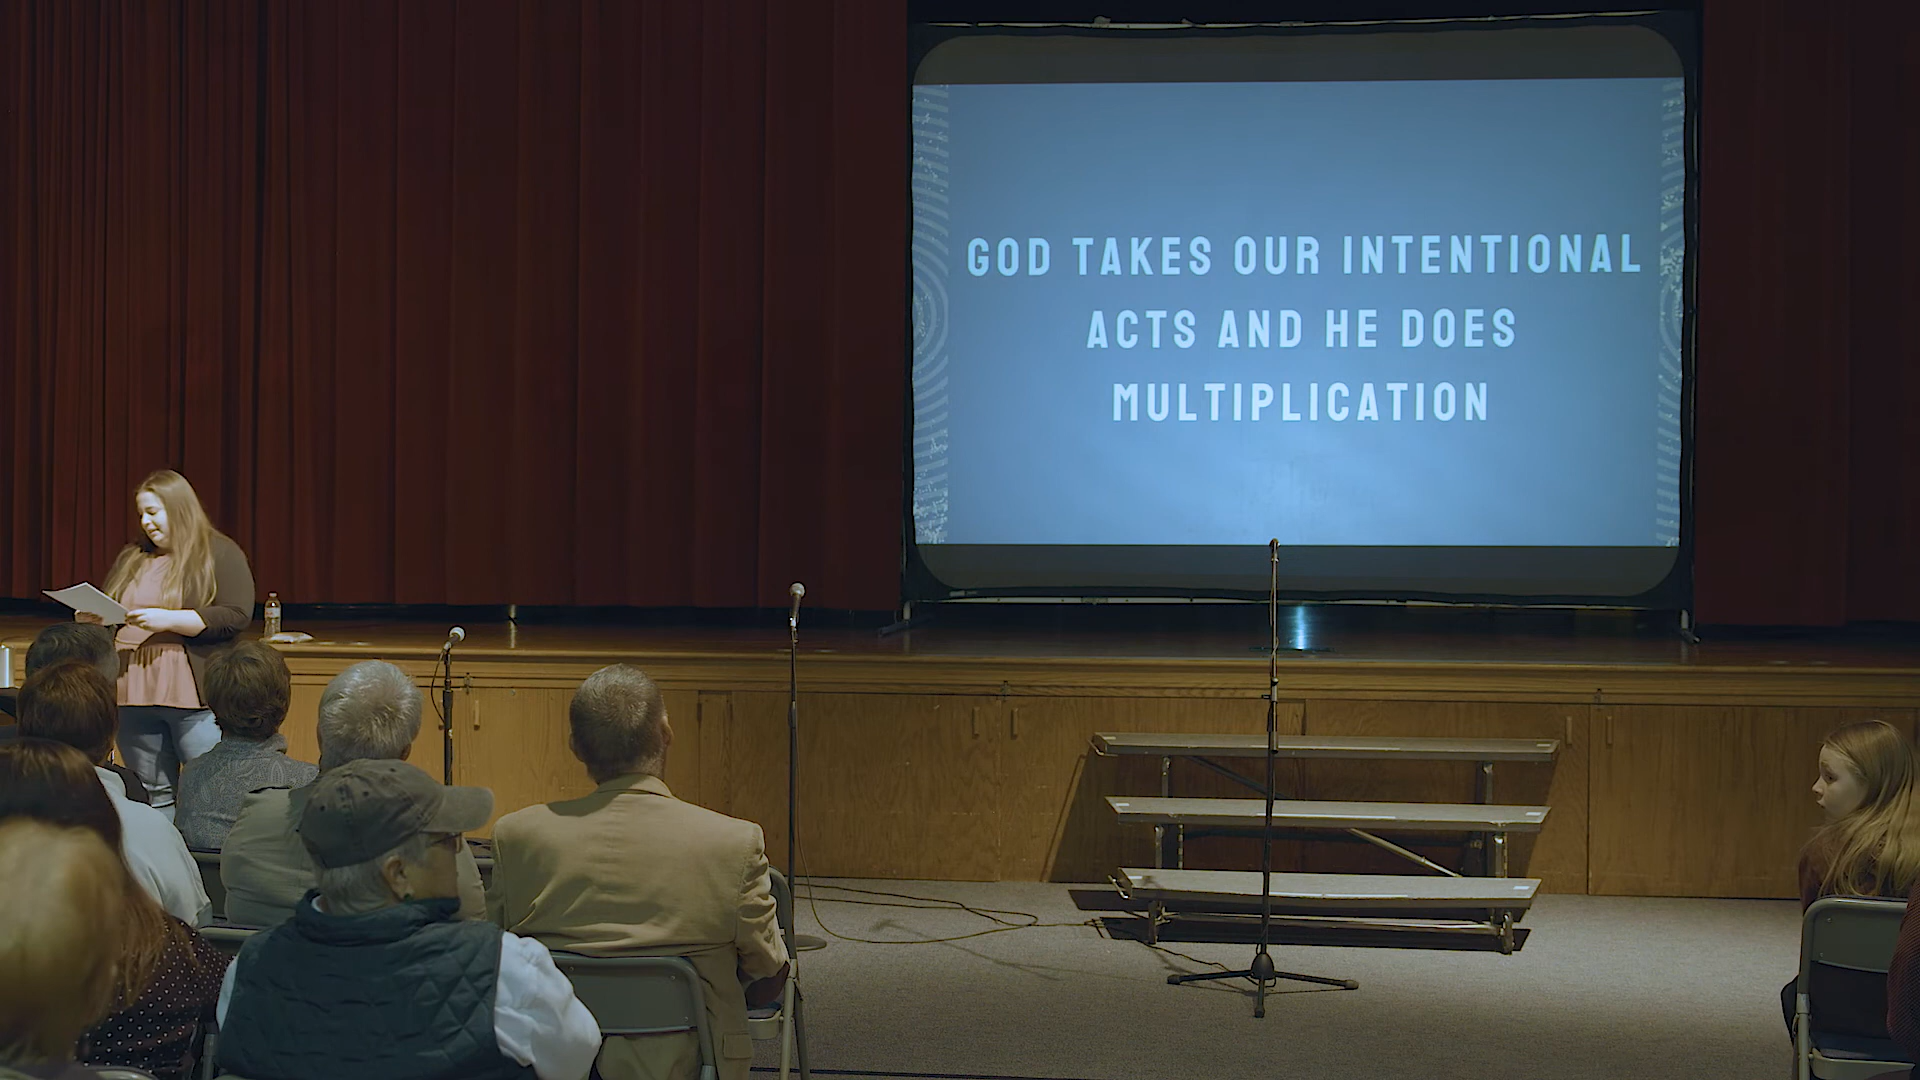 GOD TAKES OUR INTENTIONAL
ACTS AND HE DOES
MULTIPLICATION